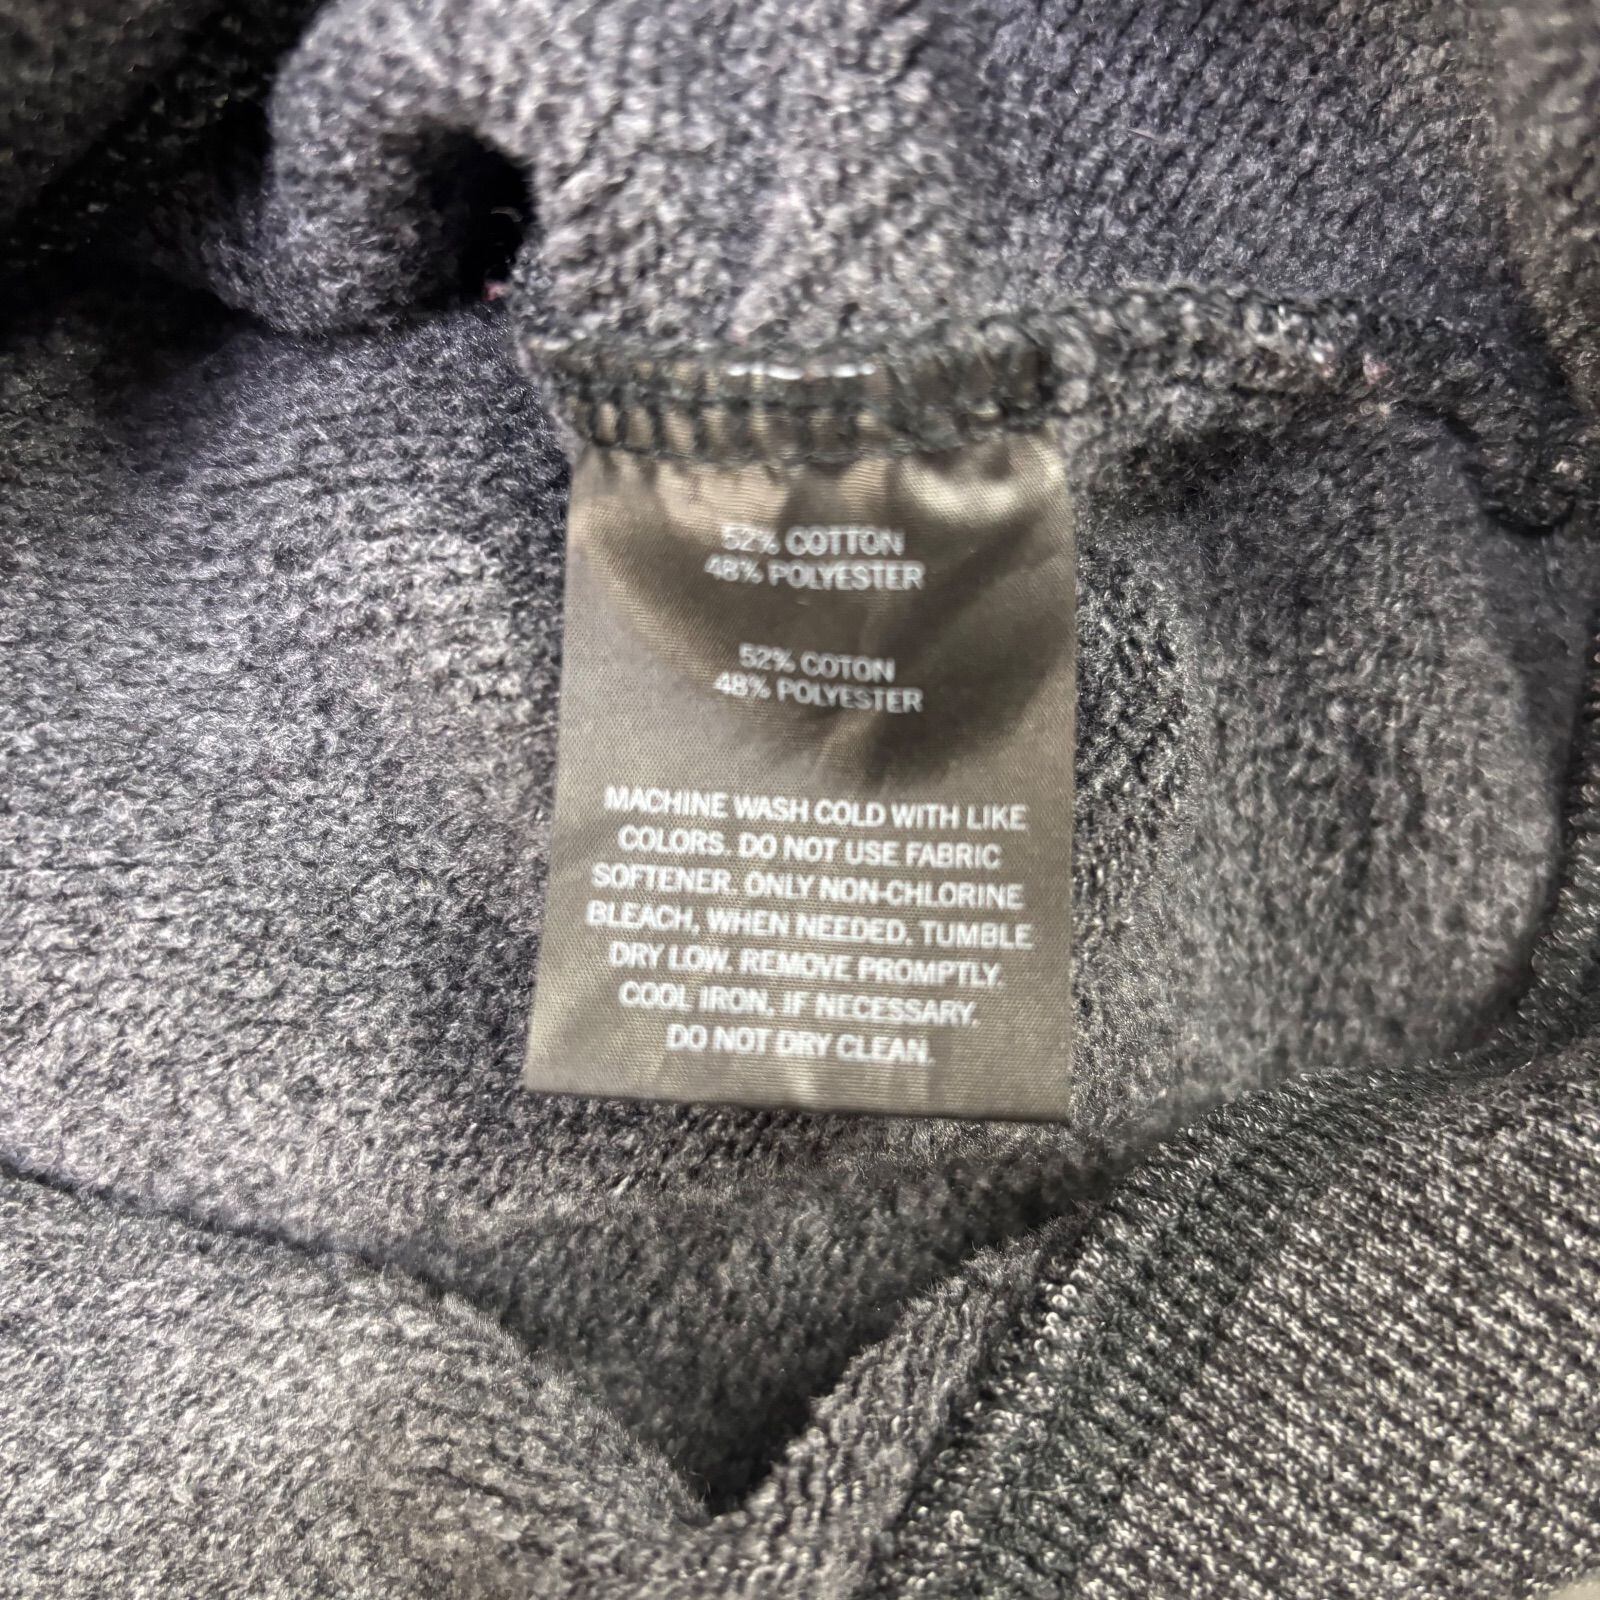 52% COTTON
48% POLYESTER
52% COTON
48% POLYESTER
MACHINE WASH COLD WITH LIKE
COLORS. DO NOT USE FABRIC
SOFTENER. ONLY NON-CHLORINE
BLEACH, WHEN NEEDED. TUMBLE
DRY LOW. REMOVE PROMPTLY.
COOL IRON, IF NECESSARY.
DO NOT DRY CLEAN.